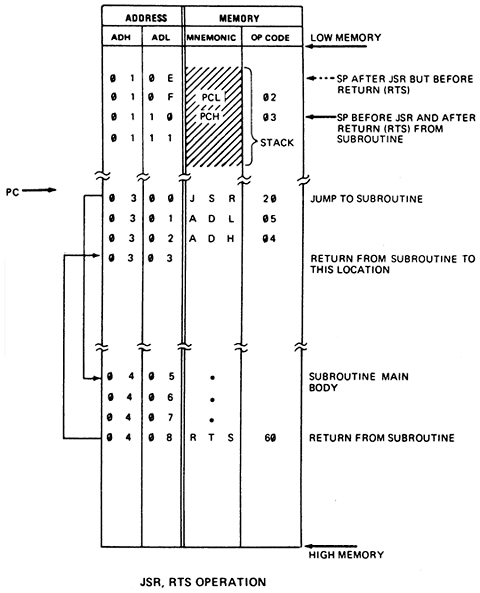 ADDRESS MEMORY
ADH ADL MNEMONIC OP CODE
LOW MEMORY
0 1 0 E SP AFTER JSR BUT BEFORE
RETURN (RTS)
0 1 0 F PCL 02
0 1 1 0 PCH 03 SP BEFORE JSR AND AFTER
RETURN (RTS) FROM
SUBROUTINE
0 1 1 1 STACK
PC
0 3 0 0 J S R 20 JUMP TO SUBROUTINE
0 3 0 1 A D L 05
0 3 0 2 A D H 04
0 3 0 3 RETURN FROM SUBROUTINE TO
THIS LOCATION
0 4 0 5 • SUBROUTINE MAIN
BODY
0 4 0 6 •
0 4 0 7 •
0 4 0 8 R T S 60 RETURN FROM SUBROUTINE
HIGH MEMORY
JSR, RTS OPERATION